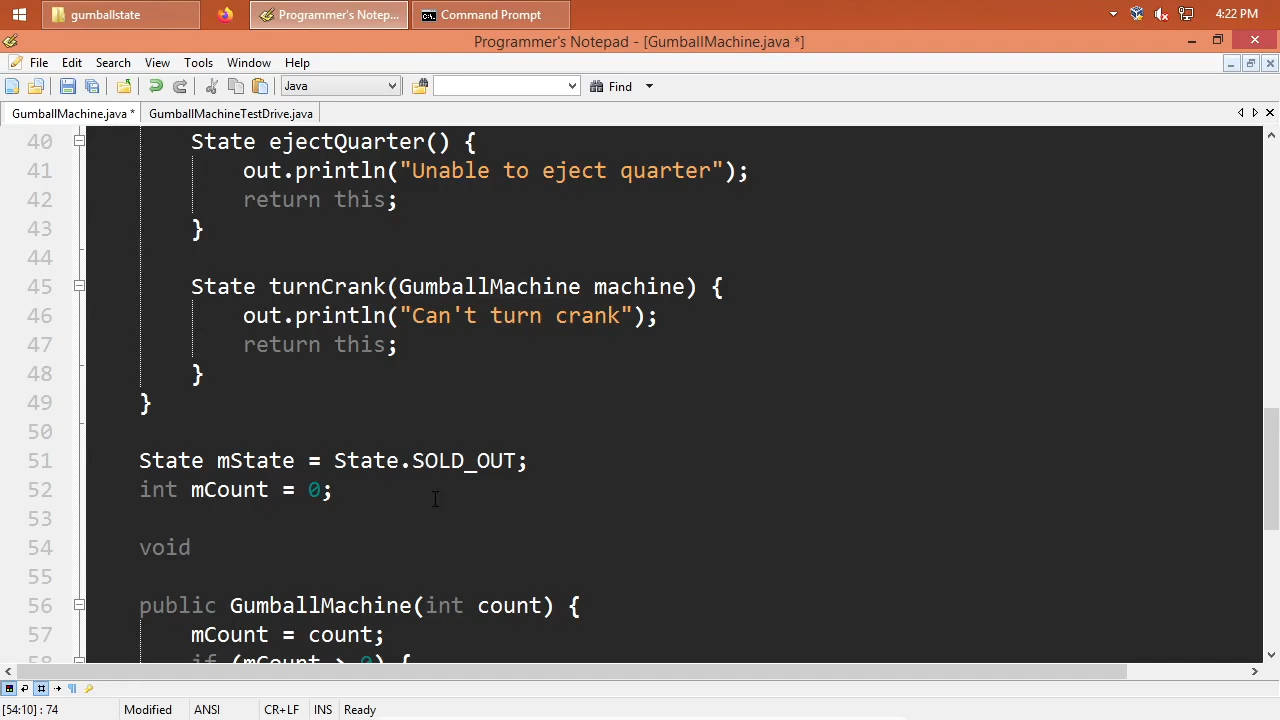 gumballstate
Programmer's Notep...
Command Prompt
4:22 PM
Programmer's Notepad - [GumballMachine.java *]
File Edit Search View Tools Window Help
Java
Find
GumballMachine.java *
GumballMachineTestDrive.java
40 State ejectQuarter() {
41 out.println("Unable to eject quarter");
42 return this;
43 }
44
45 State turnCrank(GumballMachine machine) {
46 out.println("Can't turn crank");
47 return this;
48 }
49 }
50
51 State mState = State.SOLD_OUT;
52 int mCount = 0;
53
54 void
55
56 public GumballMachine(int count) {
57 mCount = count;
58 if (mCount > 0) {
[54:10] : 74 Modified ANSI CR+LF INS Ready